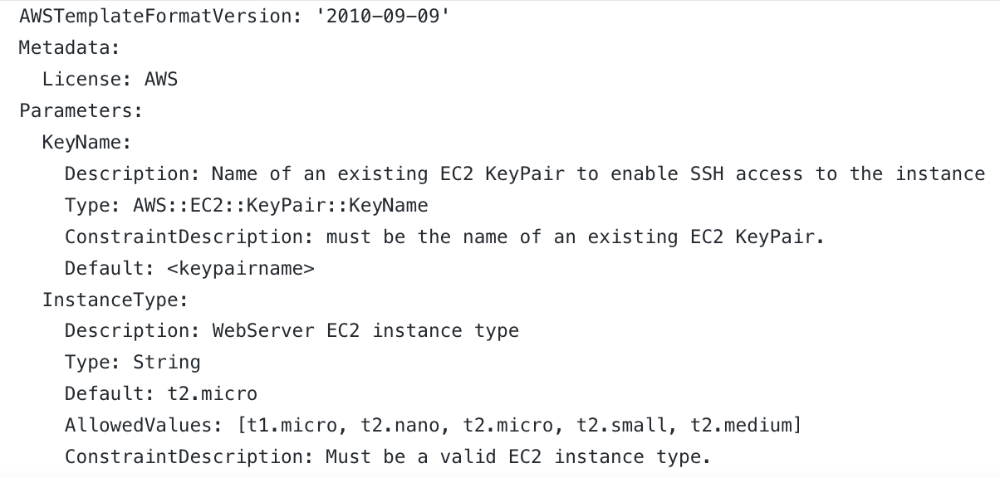 AWSTemplateFormatVersion: '2010-09-09'
Metadata:
  License: AWS
Parameters:
  KeyName:
    Description: Name of an existing EC2 KeyPair to enable SSH access to the instance
    Type: AWS::EC2::KeyPair::KeyName
    ConstraintDescription: must be the name of an existing EC2 KeyPair.
    Default: <keypairname>
  InstanceType:
    Description: WebServer EC2 instance type
    Type: String
    Default: t2.micro
    AllowedValues: [t1.micro, t2.nano, t2.micro, t2.small, t2.medium]
    ConstraintDescription: Must be a valid EC2 instance type.